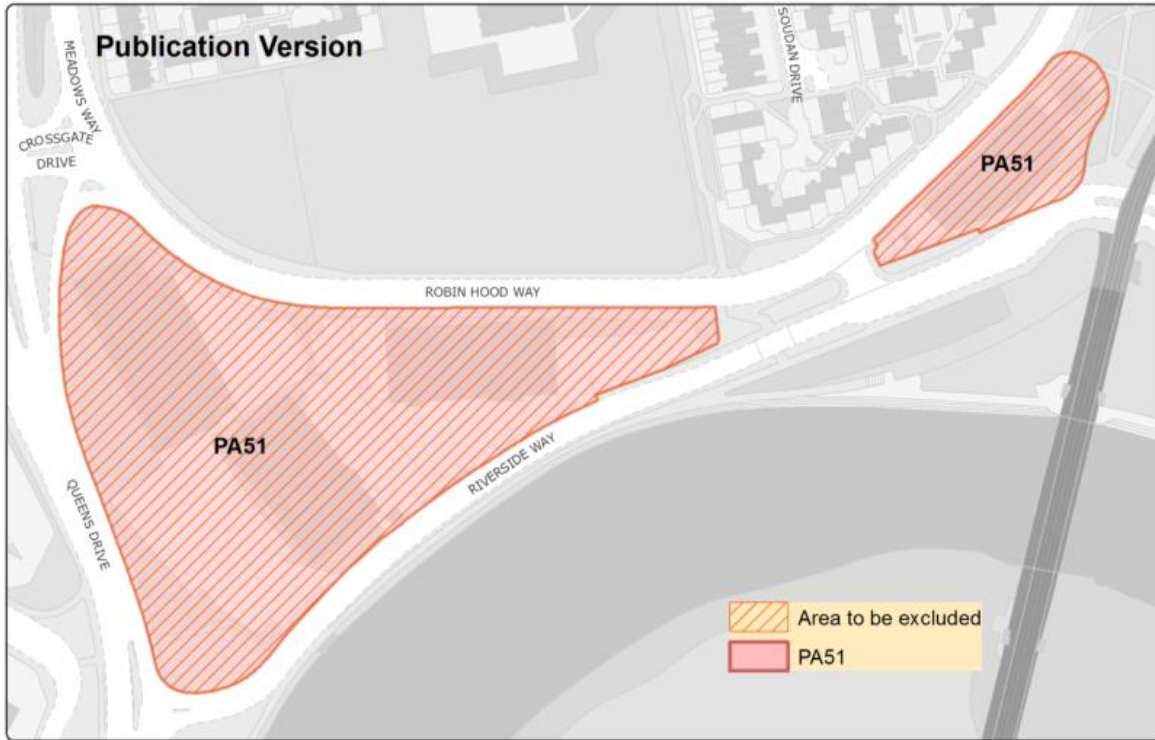 Publication Version
MEADOWS WAY
CROSSGATE
DRIVE
SOUDAN DRIVE
PA51
ROBIN HOOD WAY
PA51
QUEENS DRIVE
RIVERSIDE WAY
Area to be excluded
PA51